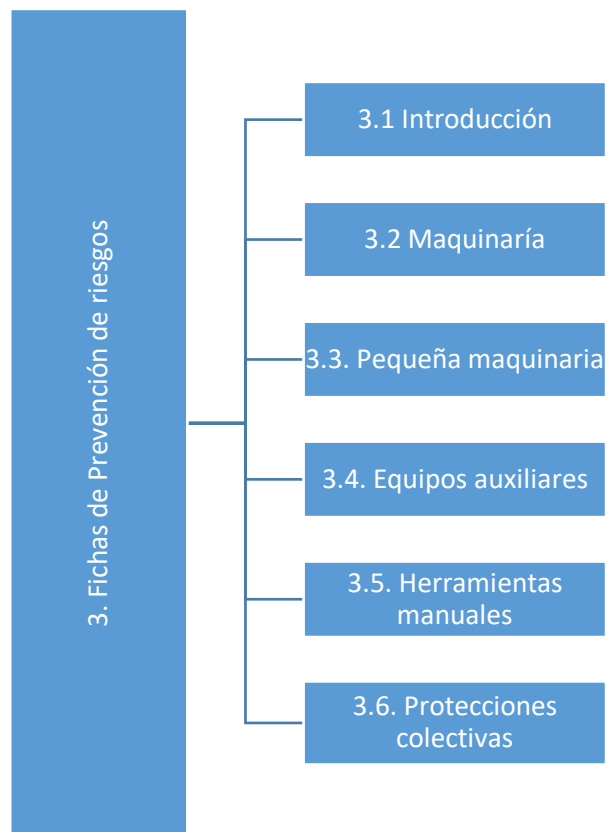 3. Fichas de Prevención de riesgos
3.1 Introducción
3.2 Maquinaría
3.3. Pequeña maquinaria
3.4. Equipos auxiliares
3.5. Herramientas
manuales
3.6. Protecciones
colectivas